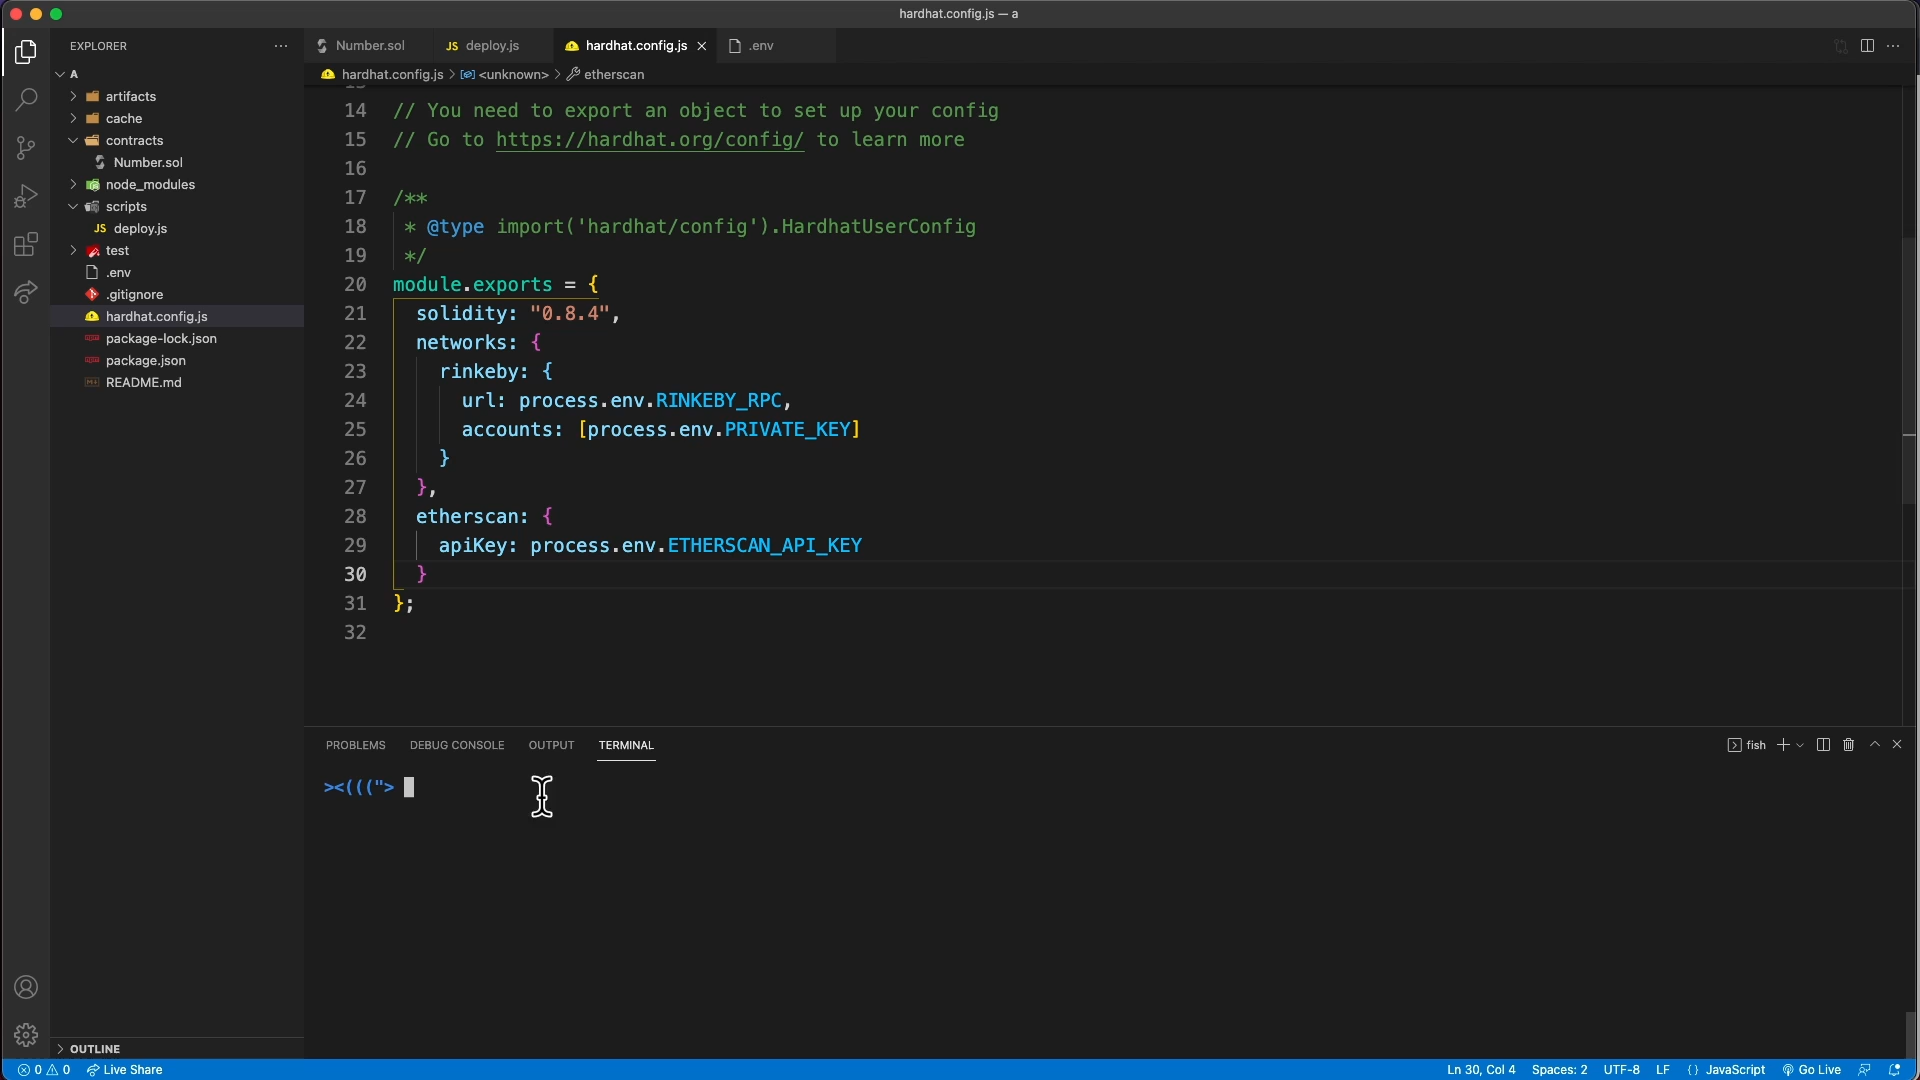 hardhat.config.js — a
EXPLORER
Number.sol
JS deploy.js
hardhat.config.js
.env
hardhat.config.js > <unknown> > etherscan
A
artifacts
cache
contracts
Number.sol
node_modules
scripts
JS deploy.js
test
.env
.gitignore
hardhat.config.js
package-lock.json
package.json
README.md
14 // You need to export an object to set up your config
15 // Go to https://hardhat.org/config/ to learn more
16
17 /**
18 * @type import('hardhat/config').HardhatUserConfig
19 */
20 module.exports = {
21 solidity: "0.8.4",
22 networks: {
23 rinkeby: {
24 url: process.env.RINKEBY_RPC,
25 accounts: [process.env.PRIVATE_KEY]
26 }
27 },
28 etherscan: {
29 apiKey: process.env.ETHERSCAN_API_KEY
30 }
31 };
32
PROBLEMS
DEBUG CONSOLE
OUTPUT
TERMINAL
fish
><((("> 
OUTLINE
0 0 Live Share
Ln 30, Col 4
Spaces: 2
UTF-8
LF
{} JavaScript
Go Live